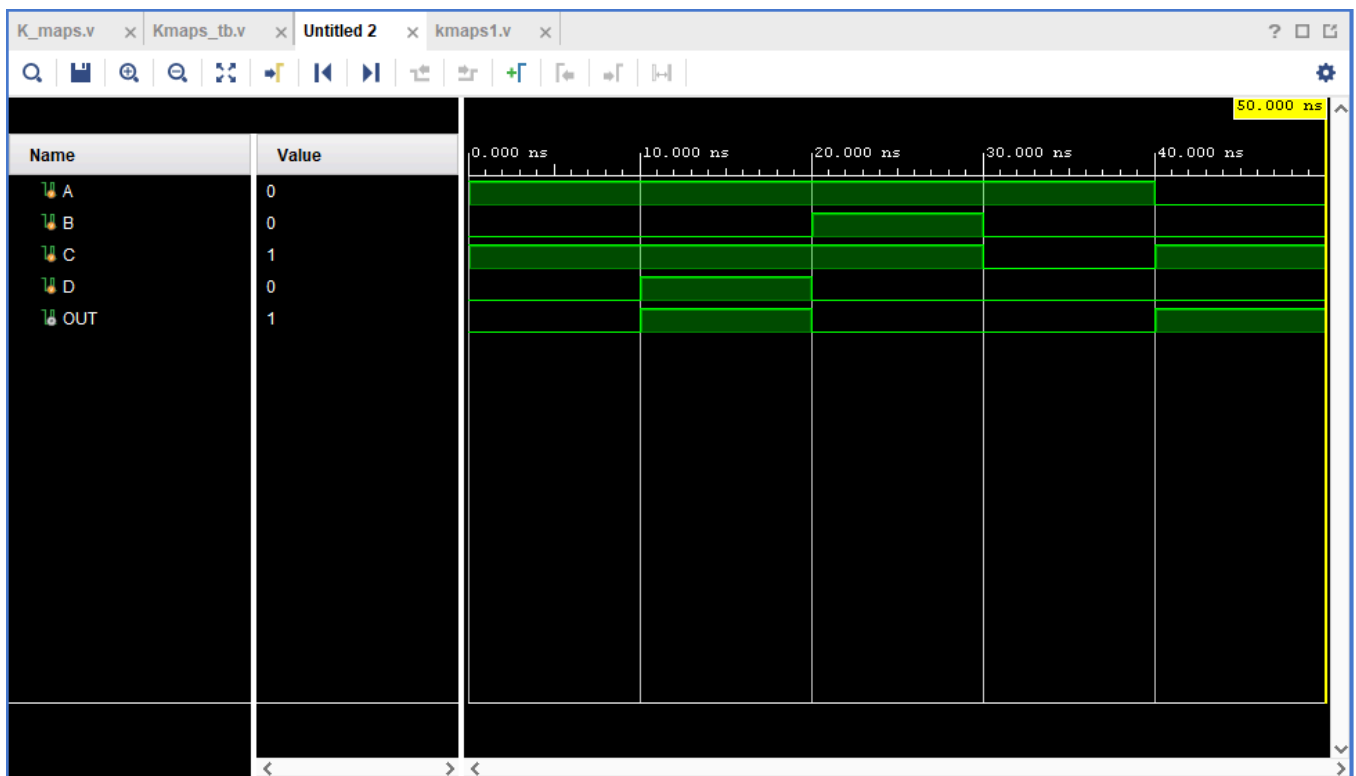 K_maps.v Kmaps_tb.v Untitled 2 kmaps1.v
50.000 ns
Name Value 0.000 ns 10.000 ns 20.000 ns 30.000 ns 40.000 ns
A 0
B 0
C 1
D 0
OUT 1